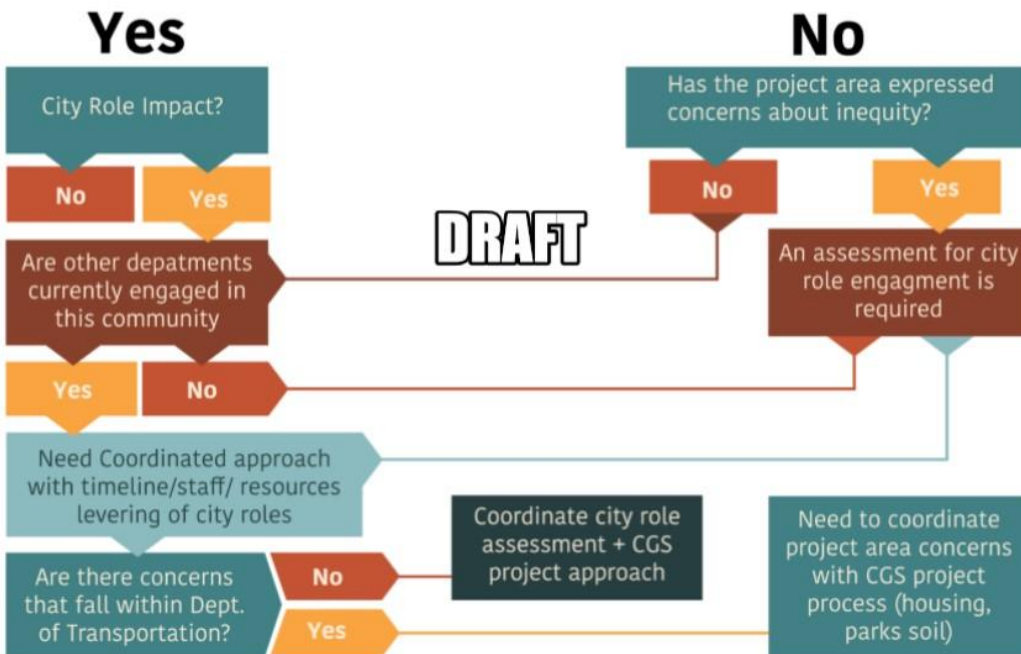 Yes
No
City Role Impact?
Has the project area expressed
concerns about inequity?
No
Yes
No
Yes
DRAFT
Are other depatments
currently engaged in
this community
An assessment for city
role engagment is
required
Yes
No
Need Coordinated approach
with timeline/staff/ resources
levering of city roles
Coordinate city role
assessment + CGS
project approach
Need to coordinate
project area concerns
with CGS project
process (housing,
parks soil)
Are there concerns
that fall within Dept.
of Transportation?
No
Yes